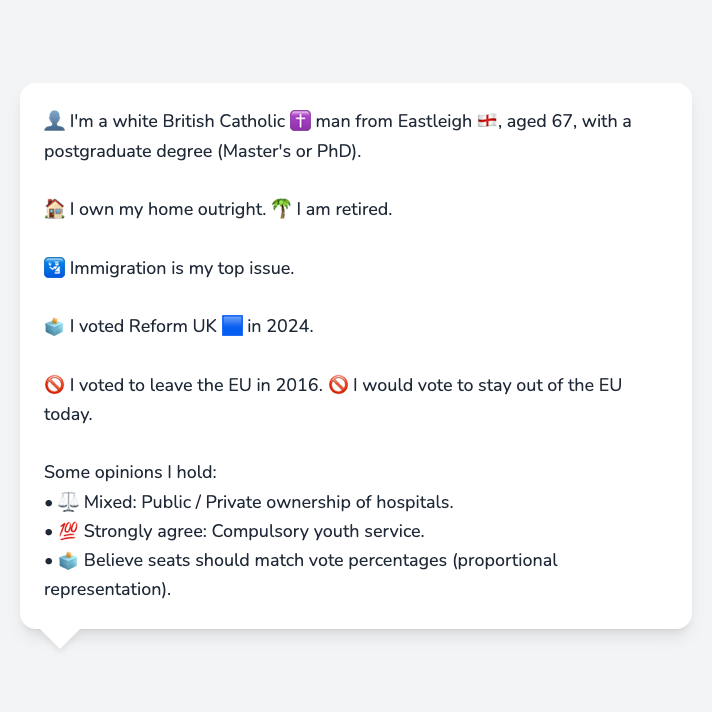 👤 I'm a white British Catholic ✝️ man from Eastleigh 🏴󠁧󠁢󠁥󠁮󠁧󠁿, aged 67, with a
postgraduate degree (Master's or PhD).
🏠 I own my home outright. 🌴 I am retired.
🛂 Immigration is my top issue.
🗳️ I voted Reform UK 🟦 in 2024.
🚫 I voted to leave the EU in 2016. 🚫 I would vote to stay out of the EU
today.
Some opinions I hold:
• ⚖️ Mixed: Public / Private ownership of hospitals.
• 💯 Strongly agree: Compulsory youth service.
• 🗳️ Believe seats should match vote percentages (proportional
representation).